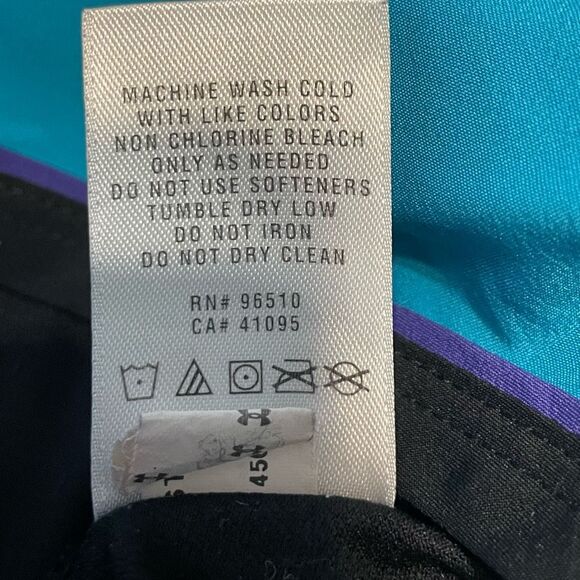 MACHINE WASH COLD
WITH LIKE COLORS
NON CHLORINE BLEACH
ONLY AS NEEDED
DO NOT USE SOFTENERS
TUMBLE DRY LOW
DO NOT IRON
DO NOT DRY CLEAN
RN# 96510
CA# 41095